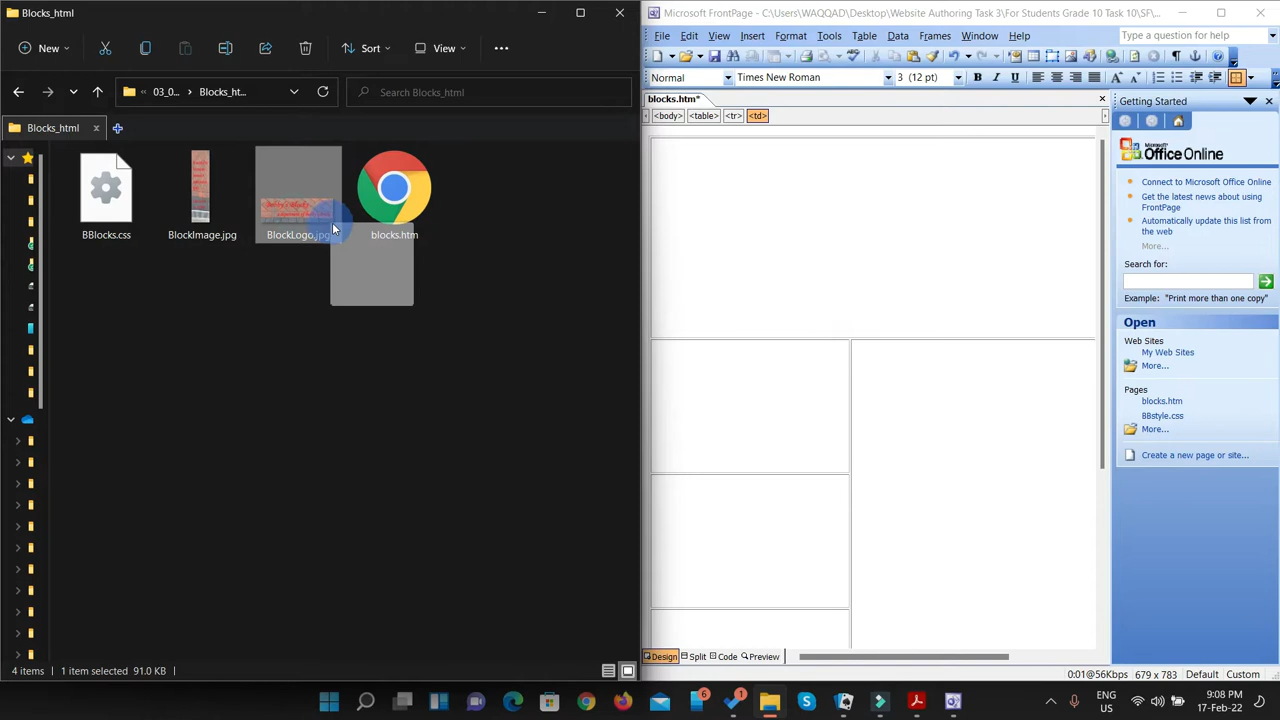 Blocks_html
New
Sort
View
03_0...
Blocks_ht...
Search Blocks_html
Blocks_html
BBlocks.css
BlockImage.jpg
BlockLogo.jpg
blocks.htm
4 items
1 item selected 91.0 KB
Microsoft FrontPage - C:\Users\WAQQAD\Desktop\Website Authoring Task 3\For Students Grade 10 Task 10\SF/...
File Edit View Insert Format Tools Table Data Frames Window Help
Type a question for help
Normal
Times New Roman
3 (12 pt)
B I U
blocks.htm*
<body> <table> <tr> <td>
Getting Started
Office Online
Connect to Microsoft Office Online
Get the latest news about using
FrontPage
Automatically update this list from
the web
More...
Search for:
Example: "Print more than one copy"
Open
Web Sites
My Web Sites
More...
Pages
blocks.htm
BBstyle.css
More...
Create a new page or site...
Design Split Code Preview
0:01@56Kbps 679 x 783 Default Custom
6
1
ENG
US
9:08 PM
17-Feb-22